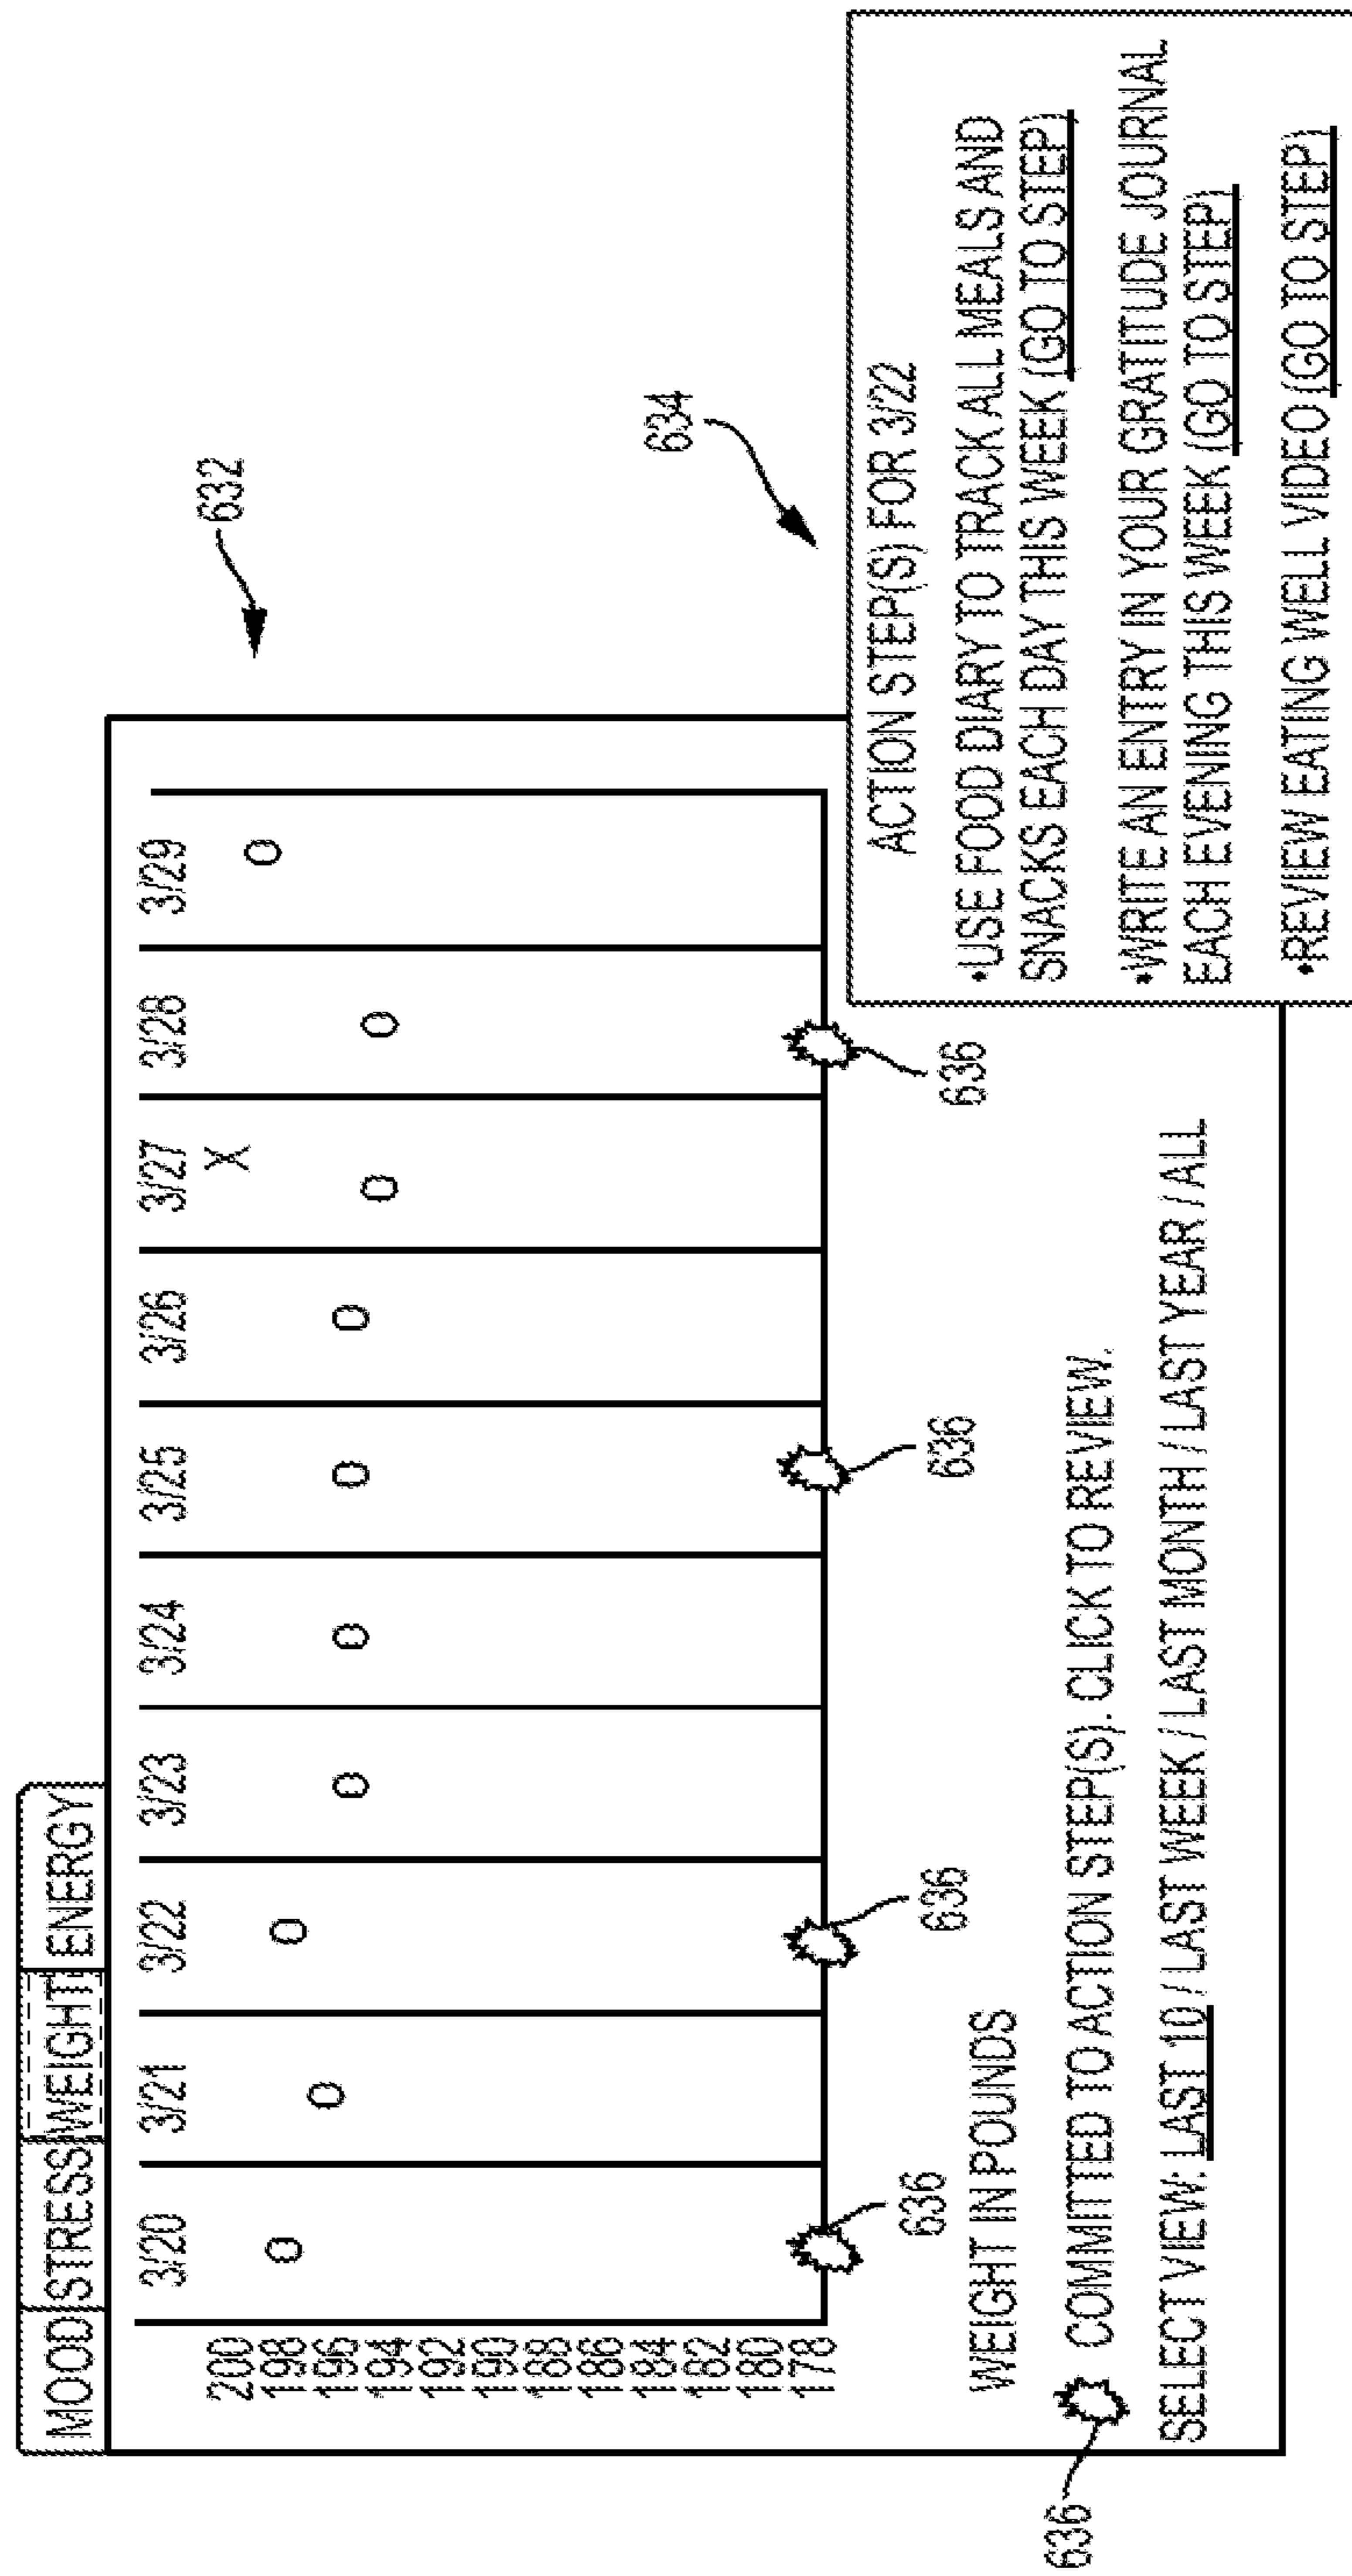 MOOD STRESS WEIGHT ENERGY
632
3/20 3/21 3/22 3/23 3/24 3/25 3/26 3/27 3/28 3/29
X
200
198
196
194
192
190
188
186
184
182
180
178
O O O O O O O O O O
636 636 636 636
WEIGHT IN POUNDS
636
COMMITTED TO ACTION STEP(S). CLICK TO REVIEW.
SELECT VIEW: LAST 10 / LAST WEEK / LAST MONTH / LAST YEAR / ALL
634
ACTION STEP(S) FOR 3/22
•USE FOOD DIARY TO TRACK ALL MEALS AND
SNACKS EACH DAY THIS WEEK (GO TO STEP)
•WRITE AN ENTRY IN YOUR GRATITUDE JOURNAL
EACH EVENING THIS WEEK (GO TO STEP)
•REVIEW EATING WELL VIDEO (GO TO STEP)